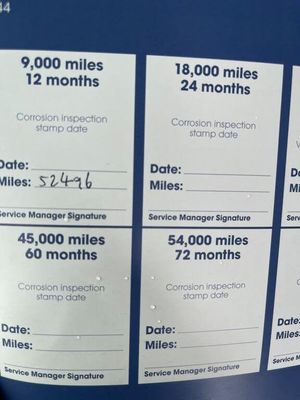 44
9,000 miles
12 months
Corrosion inspection
stamp date
Date:
Miles: 52496
Service Manager Signature
18,000 miles
24 months
Corrosion inspection
stamp date
Date:
Miles:
Service Manager Signature
45,000 miles
60 months
Corrosion inspection
stamp date
Date:
Miles:
Service Manager Signature
54,000 miles
72 months
Corrosion inspection
stamp date
Date:
Miles:
Service Manager Signature